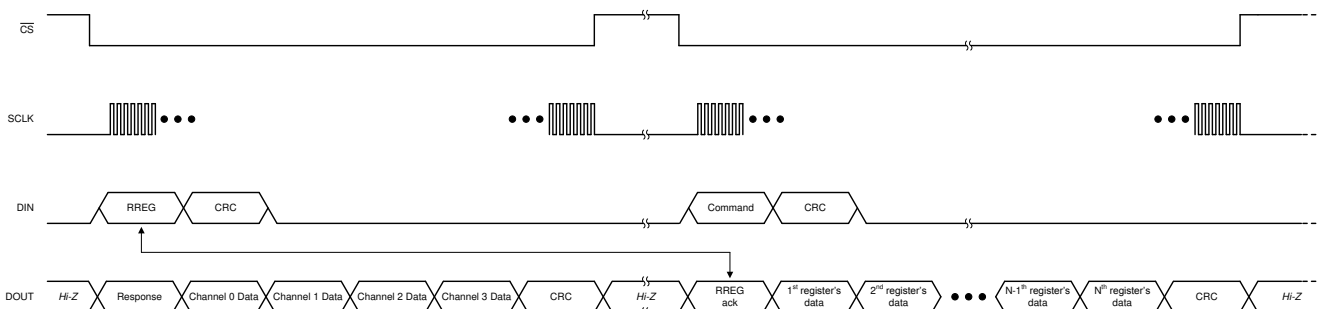 CS
SCLK
DIN
RREG
CRC
Command
CRC
DOUT
Hi-Z
Response
Channel 0 Data
Channel 1 Data
Channel 2 Data
Channel 3 Data
CRC
Hi-Z
RREG
ack
1st register's
data
2nd register's
data
N-1th register's
data
Nth register's
data
CRC
Hi-Z